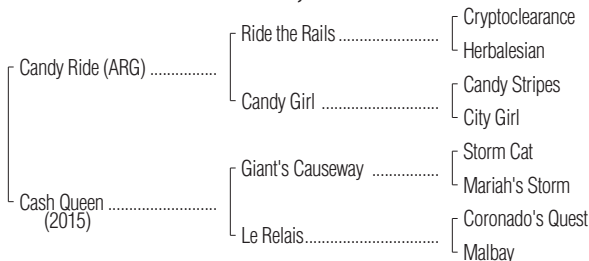 Cryptoclearance
Ride the Rails ....................
Herbalesian
Candy Ride (ARG) ................
Candy Stripes
Candy Girl .......................
City Girl
Storm Cat
Giant's Causeway ................
Mariah's Storm
Cash Queen .........................
(2015)
Coronado's Quest
Le Relais...............................
Malbay